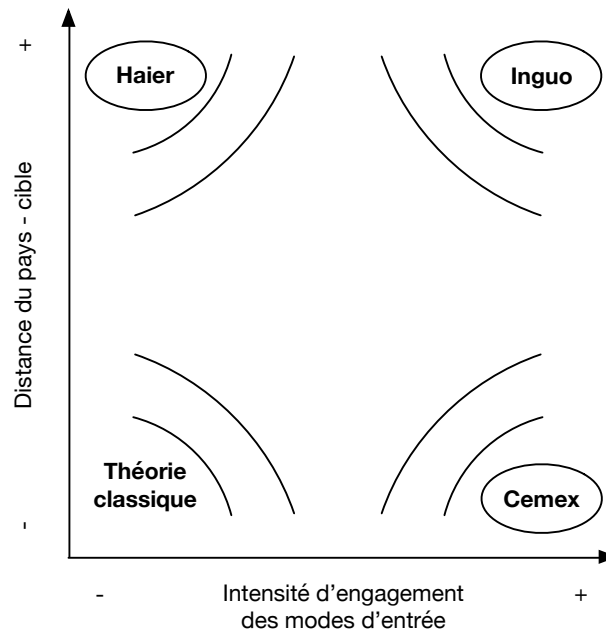 +
Haier
Inguo
Distance du pays - cible
Théorie
classique
Cemex
-
-
Intensité d'engagement
des modes d'entrée
+